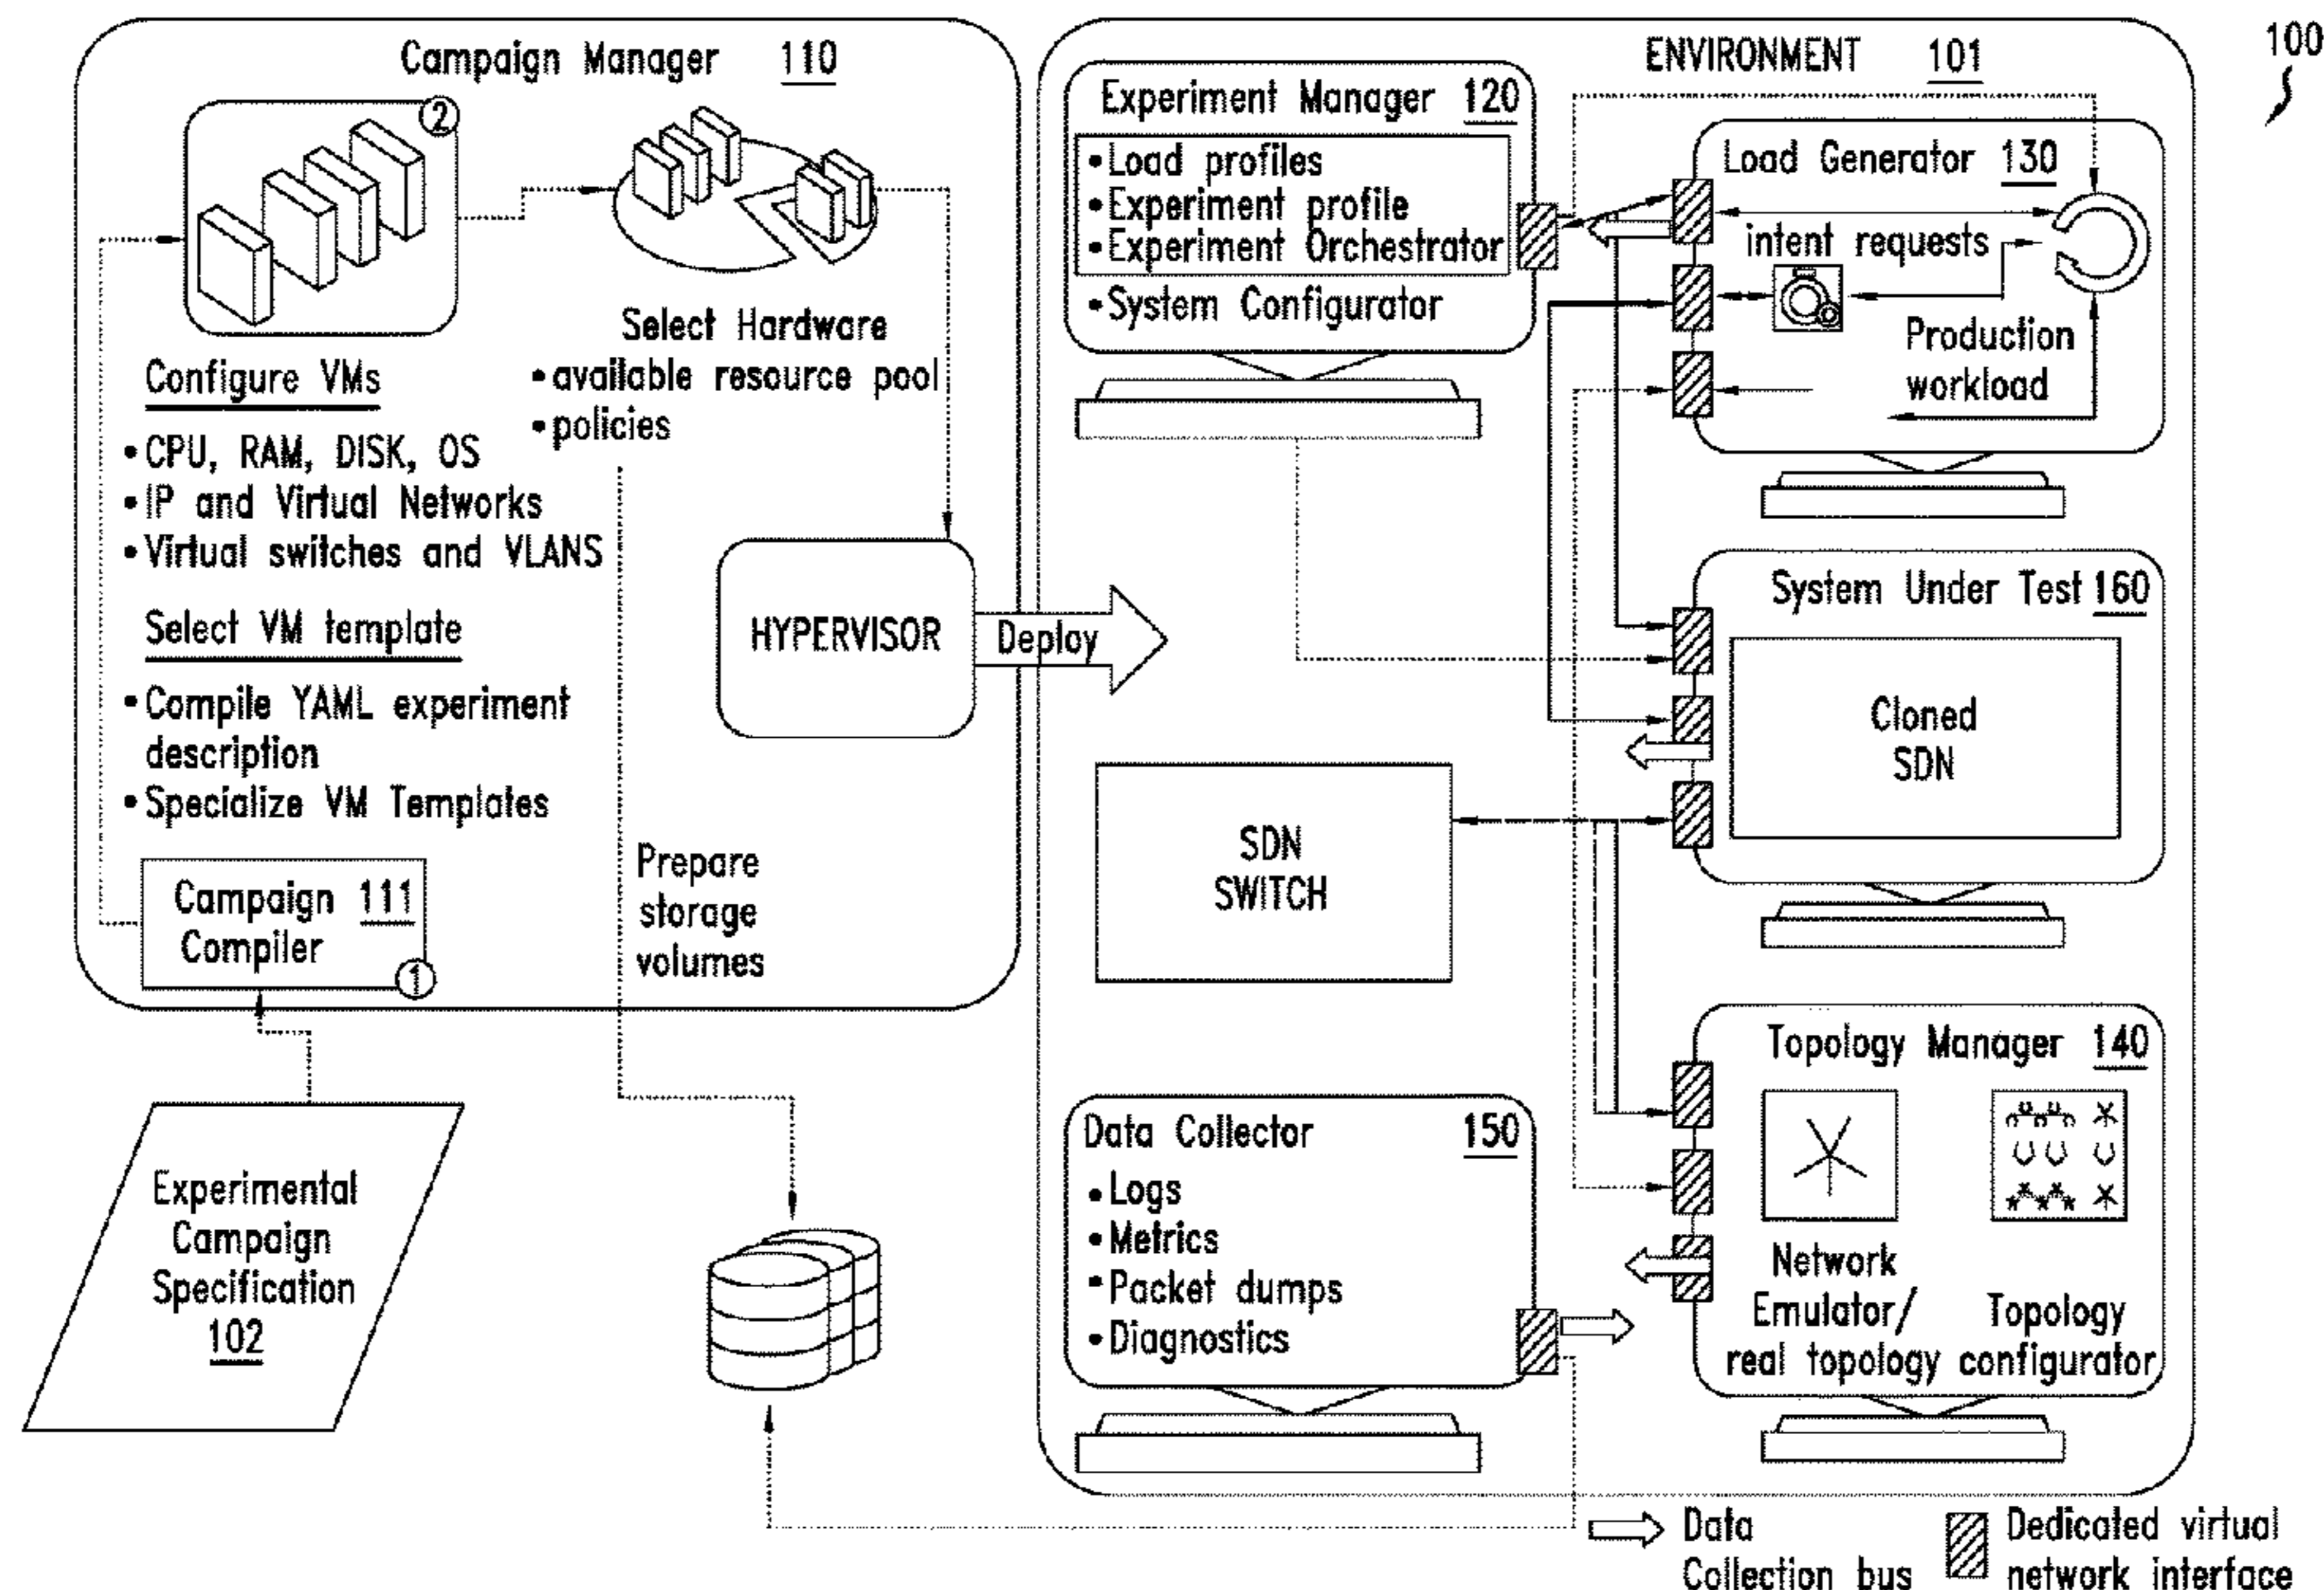 100
Campaign Manager 110
2
Select Hardware
•available resource pool
•policies
Configure VMs
•CPU, RAM, DISK, OS
•IP and Virtual Networks
•Virtual switches and VLANS
Select VM template
•Compile YAML experiment
description
•Specialize VM Templates
HYPERVISOR
Deploy
Campaign 111
Compiler
1
Prepare
storage
volumes
Experimental
Campaign
Specification
102
ENVIRONMENT 101
Experiment Manager 120
•Load profiles
•Experiment profile
•Experiment Orchestrator
•System Configurator
Load Generator 130
intent requests
Production
workload
System Under Test 160
Cloned
SDN
SDN
SWITCH
Data Collector 150
•Logs
•Metrics
•Packet dumps
•Diagnostics
Topology Manager 140
Network
Emulator/
real topology
Topology
configurator
Data
Collection bus
Dedicated virtual
network interface